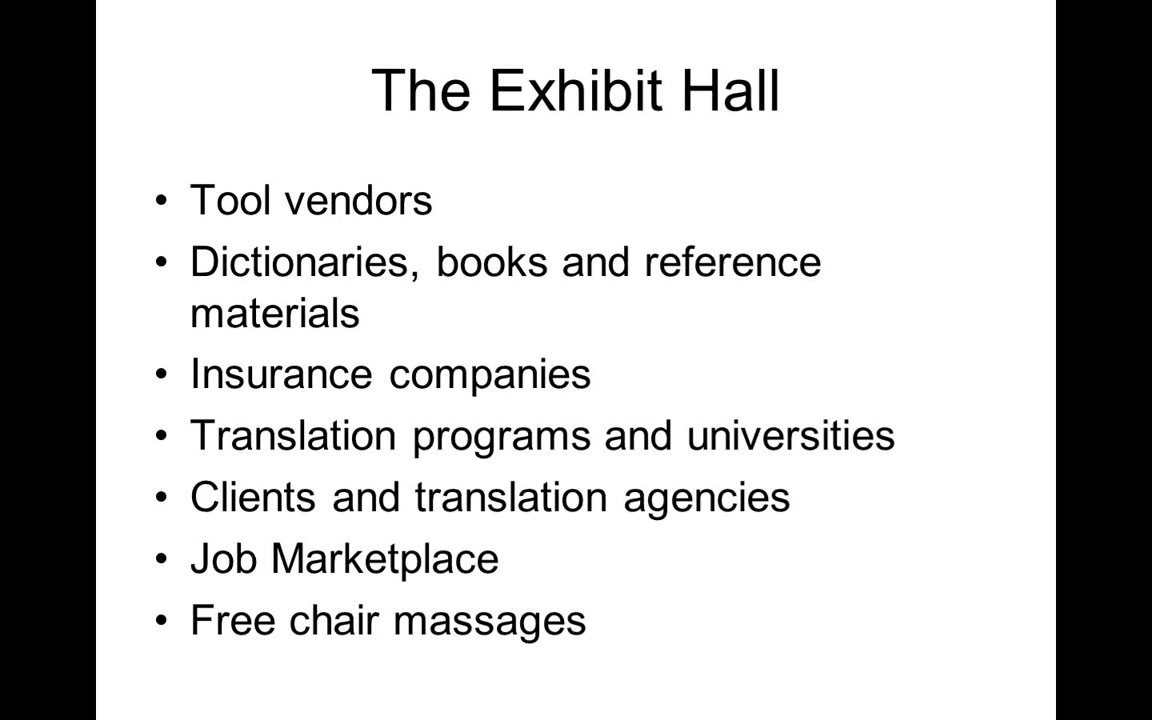 The Exhibit Hall
• Tool vendors
• Dictionaries, books and reference
materials
• Insurance companies
• Translation programs and universities
• Clients and translation agencies
• Job Marketplace
• Free chair massages